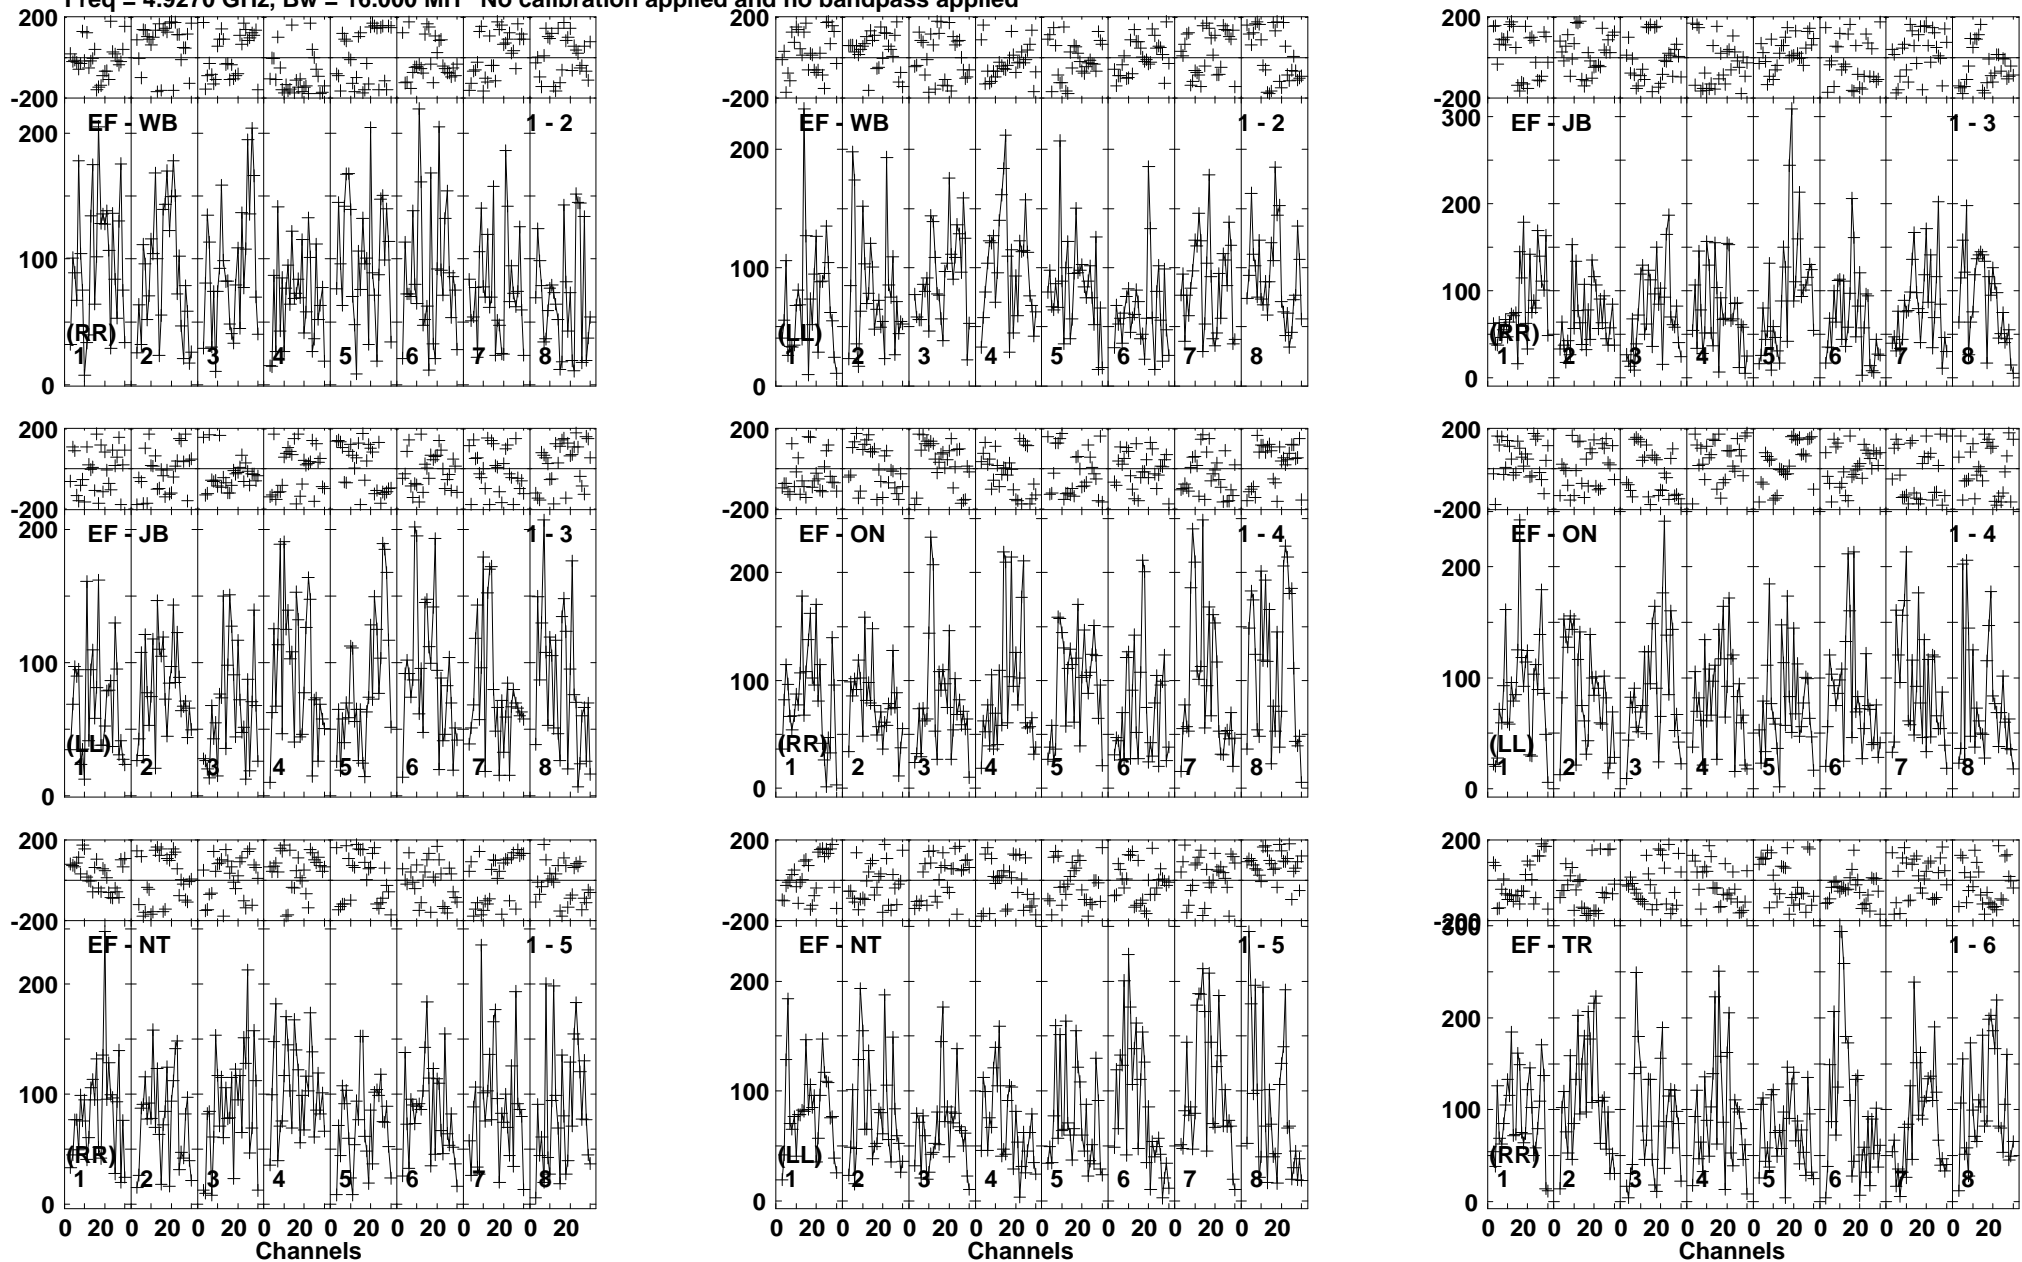 Freq = 4.9270 GHz, Bw = 16.000 MH No calibration applied and no bandpass applied
200 200 200
-200 -200 -200
EF - WB 1 - 2 EF - WB 1 - 2 EF - JB 1 - 3
300
200 200 200
100 100 100
(RR) (LL) (RR)
1 2 3 4 5 6 7 8 1 2 3 4 5 6 7 8 1 2 3 4 5 6 7 8
0 0 0
200 200 200
-200 -200 -200
EF - JB 1 - 3 EF - ON 1 - 4 EF - ON 1 - 4
200 200 200
100 100 100
(LL) (RR) (LL)
1 2 3 4 5 6 7 8 1 2 3 4 5 6 7 8 1 2 3 4 5 6 7 8
0 0 0
200 200 200
-200 -200 -200
300
EF - NT 1 - 5 EF - NT 1 - 5 EF - TR 1 - 6
200 200 200
100 100 100
(RR) (LL) (RR)
1 2 3 4 5 6 7 8 1 2 3 4 5 6 7 8 1 2 3 4 5 6 7 8
0 0 0
0 20 0 20 0 20 0 20 0 20 0 20 0 20 0 20 0 20 0 20 0 20 0 20 0 20 0 20 0 20 0 20 0 20 0 20 0 20 0 20 0 20 0 20 0 20 0 20
Channels Channels